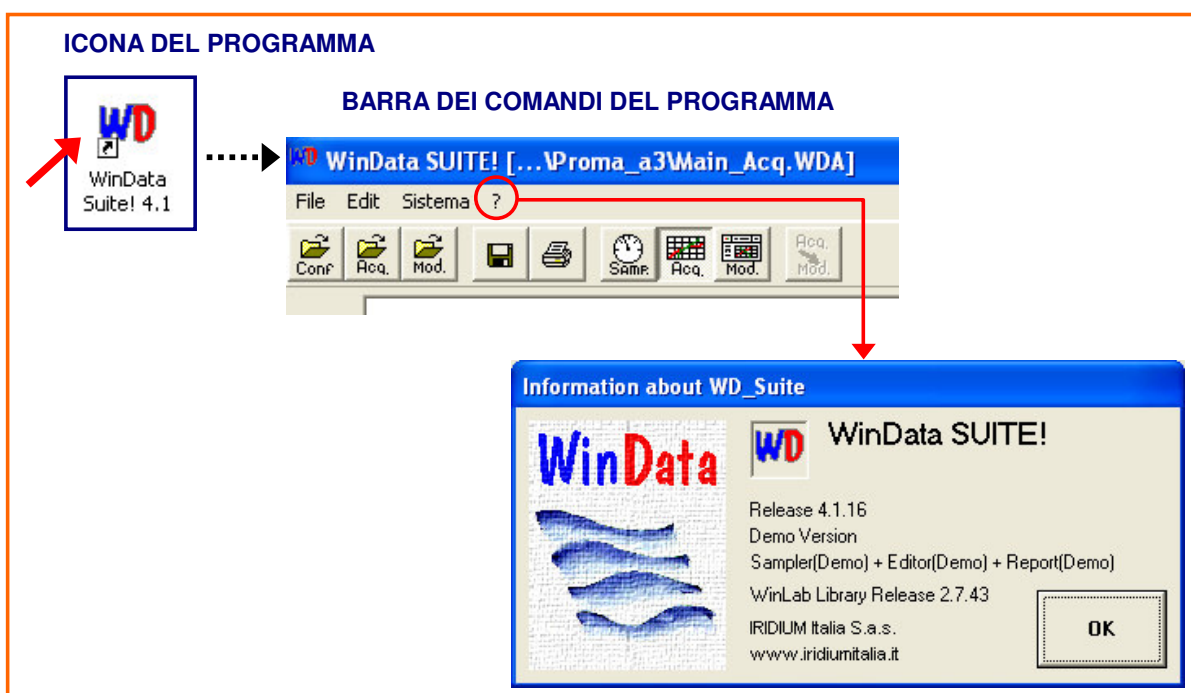 ICONA DEL PROGRAMMA
WD
WinData
Suite! 4.1
BARRA DEI COMANDI DEL PROGRAMMA
WD WinData SUITE! [...\Proma_a3\Main_Acq.WDA]
File Edit Sistema ?
Conf Acq. Mod. Samp. Acq. Mod. Acq. Mod.
Information about WD_Suite
WinData
WD WinData SUITE!
Release 4.1.16
Demo Version
Sampler(Demo) + Editor(Demo) + Report(Demo)
WinLab Library Release 2.7.43
IRIDIUM Italia S.a.s.
www.iridiumitalia.it
OK